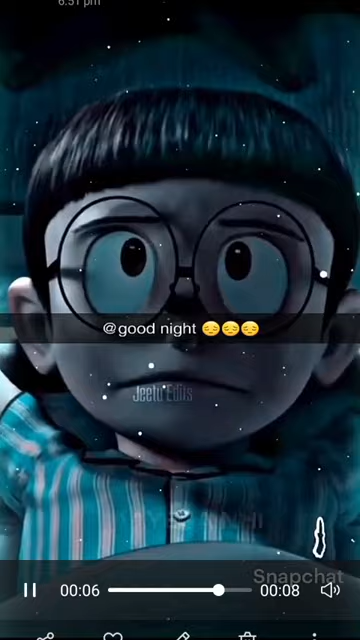 6:51 pm
@good night 😔😔😔
Jeetu Edits
Snapchat
00:06
00:08